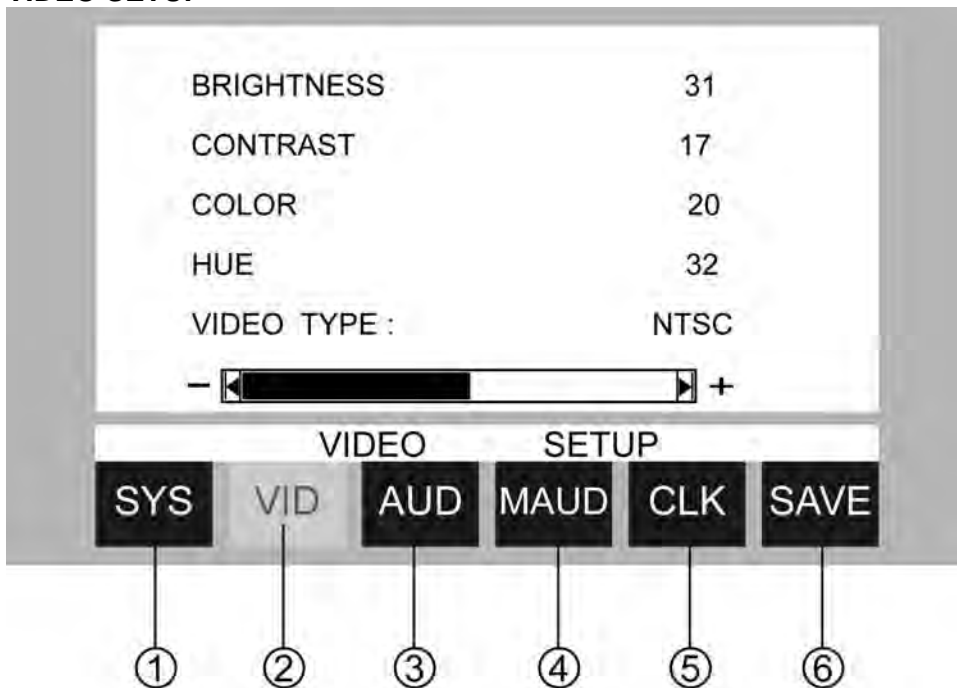 BRIGHTNESS 31
CONTRAST 17
COLOR 20
HUE 32
VIDEO TYPE : NTSC
− +
VIDEO SETUP
SYS VID AUD MAUD CLK SAVE
① ② ③ ④ ⑤ ⑥